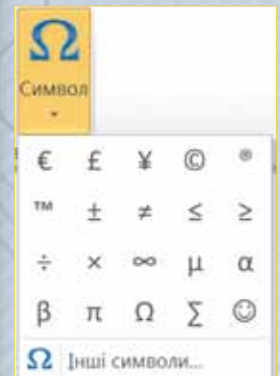 Ω
Символ
€ £ ¥ © ®
™ ± ≠ ≤ ≥
÷ × ∞ µ α
β π Ω ∑ ☺
Ω Інші символи...